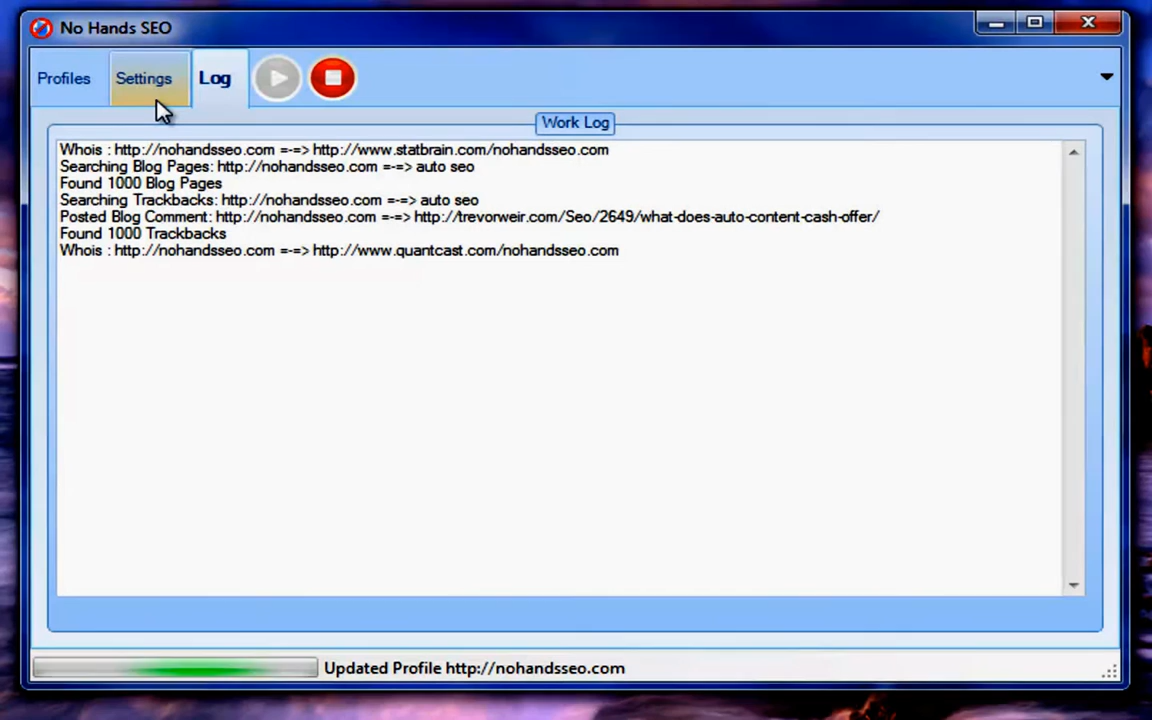 No Hands SEO
Profiles
Settings
Log
Work Log
Whois : http://nohandsseo.com =-=> http://www.statbrain.com/nohandsseo.com
Searching Blog Pages: http://nohandsseo.com =-=> auto seo
Found 1000 Blog Pages
Searching Trackbacks: http://nohandsseo.com =-=> auto seo
Posted Blog Comment: http://nohandsseo.com =-=> http://trevorweir.com/Seo/2649/what-does-auto-content-cash-offer/
Found 1000 Trackbacks
Whois : http://nohandsseo.com =-=> http://www.quantcast.com/nohandsseo.com
Updated Profile http://nohandsseo.com